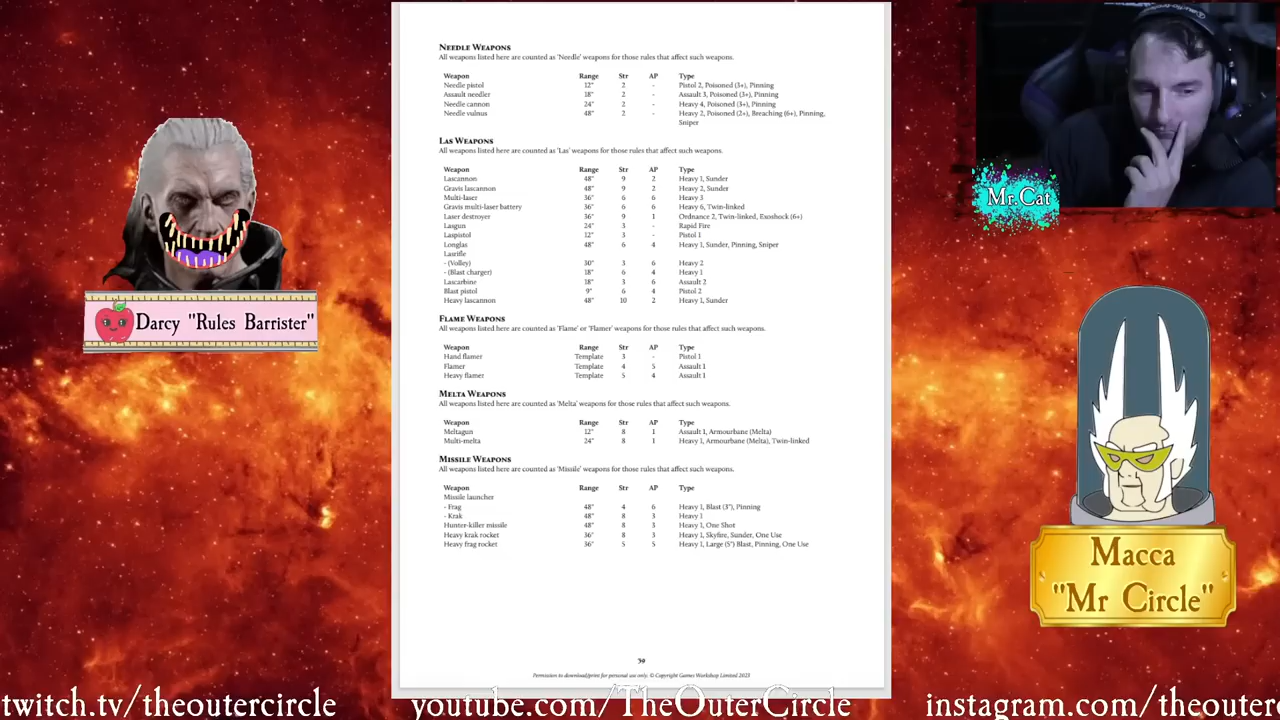 NEEDLE WEAPONS
All weapons listed here are counted as 'Needle' weapons for those rules that affect such weapons.
Weapon Range Str AP Type
Needle pistol 12" 2 - Pistol 2, Poisoned (3+), Pinning
Assault needler 18" 2 - Assault 3, Poisoned (3+), Pinning
Needle cannon 24" 2 - Heavy 4, Poisoned (3+), Pinning
Needle vulnus 48" 2 - Heavy 2, Poisoned (2+), Breaching (6+), Pinning,
Sniper
LAS WEAPONS
All weapons listed here are counted as 'Las' weapons for those rules that affect such weapons.
Weapon Range Str AP Type
Lascannon 48" 9 2 Heavy 1, Sunder
Gravis lascannon 48" 9 2 Heavy 2, Sunder
Multi-laser 36" 6 6 Heavy 3
Gravis multi-laser battery 36" 6 6 Heavy 6, Twin-linked
Laser destroyer 36" 9 1 Ordnance 2, Twin-linked, Exoshock (6+)
Lasgun 24" 3 - Rapid Fire
Laspistol 12" 3 - Pistol 1
Longlas 48" 6 4 Heavy 1, Sunder, Pinning, Sniper
Lasrifle
- (Volley) 30" 3 6 Heavy 2
- (Blast charger) 18" 6 4 Heavy 1
Lascarbine 18" 3 6 Assault 2
Blast pistol 9" 6 4 Pistol 2
Heavy lascannon 48" 10 2 Heavy 1, Sunder
FLAME WEAPONS
All weapons listed here are counted as 'Flame' or 'Flamer' weapons for those rules that affect such weapons.
Weapon Range Str AP Type
Hand flamer Template 3 - Pistol 1
Flamer Template 4 5 Assault 1
Heavy flamer Template 5 4 Assault 1
MELTA WEAPONS
All weapons listed here are counted as 'Melta' weapons for those rules that affect such weapons.
Weapon Range Str AP Type
Meltagun 12" 8 1 Assault 1, Armourbane (Melta)
Multi-melta 24" 8 1 Heavy 1, Armourbane (Melta), Twin-linked
MISSILE WEAPONS
All weapons listed here are counted as 'Missile' weapons for those rules that affect such weapons.
Weapon Range Str AP Type
Missile launcher
- Frag 48" 4 6 Heavy 1, Blast (3"), Pinning
- Krak 48" 8 3 Heavy 1
Hunter-killer missile 48" 8 3 Heavy 1, One Shot
Heavy krak rocket 36" 8 3 Heavy 1, Skyfire, Sunder, One Use
Heavy frag rocket 36" 5 5 Heavy 1, Large (5") Blast, Pinning, One Use
59
Permission to download/print for personal use only. © Copyright Games Workshop Limited 2023
Darcy "Rules Barrister"
Mr.Cat
Macca
"Mr Circle"
twitch.tv/theoutercircle youtube.com/TheOuterCircle instagram.com/theouter